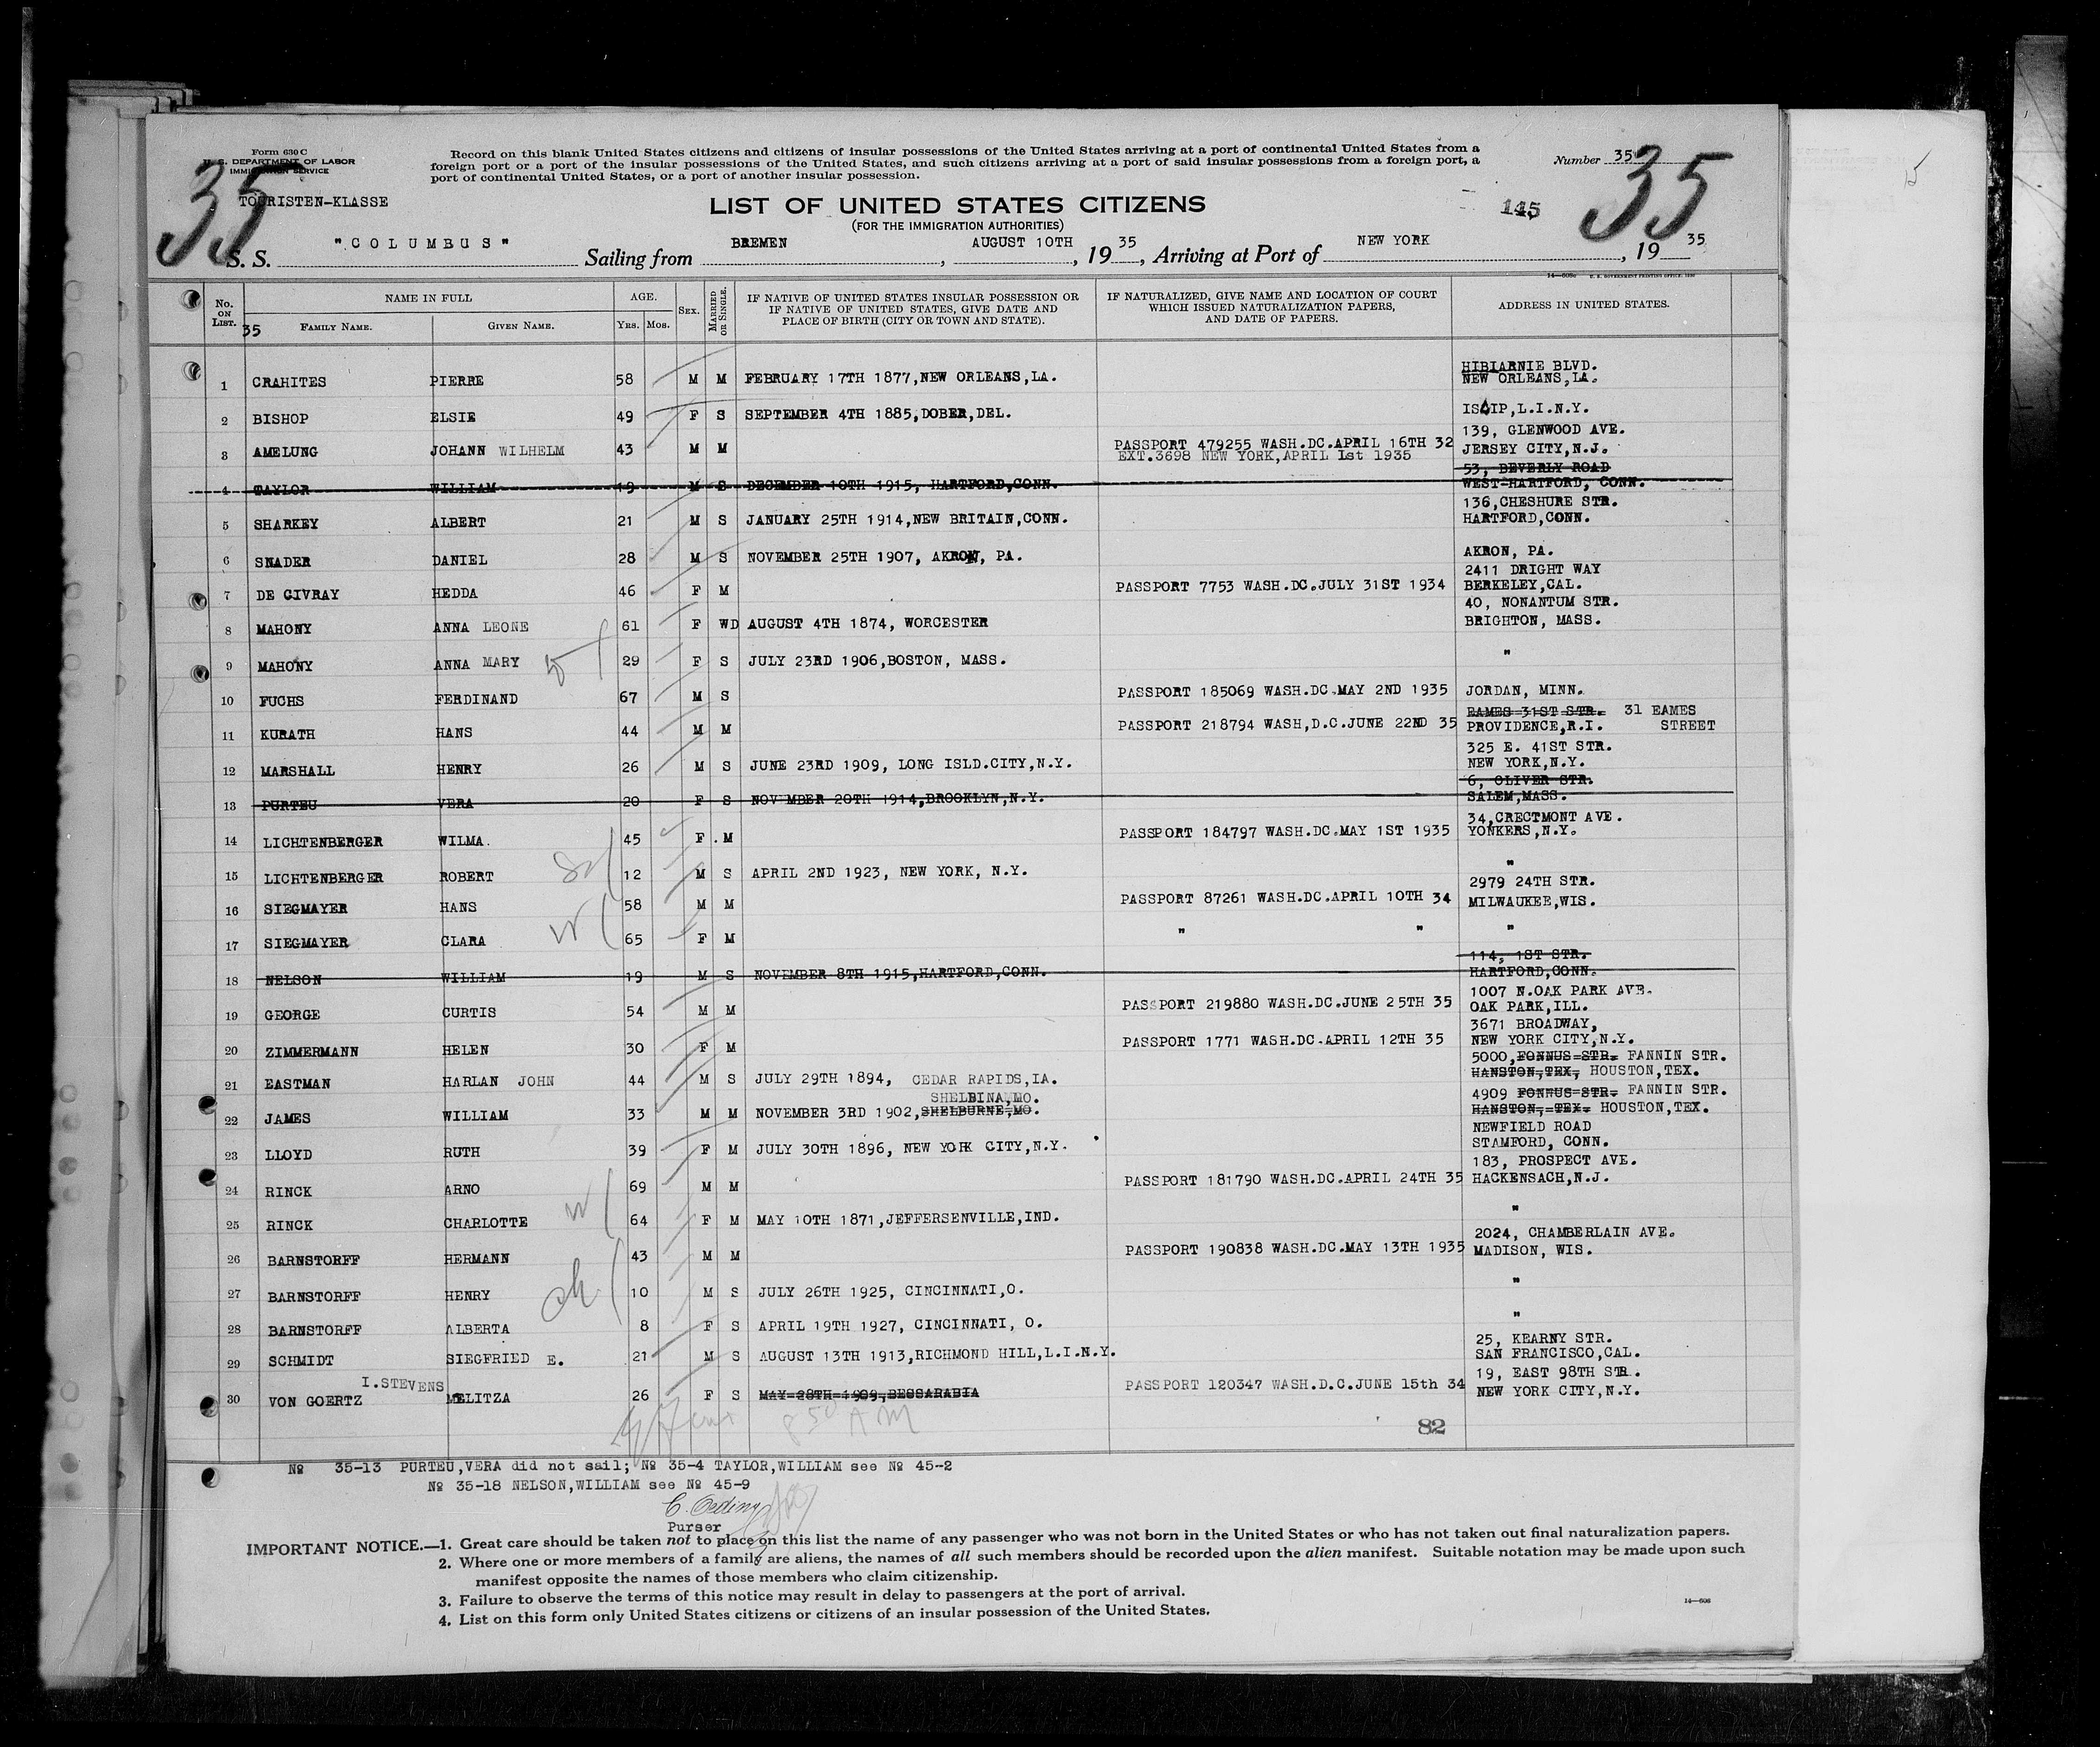 Form 630 C
U. S. DEPARTMENT OF LABOR
IMMIGRATION SERVICE
Record on this blank United States citizens and citizens of insular possessions of the United States arriving at a port of continental United States from a
foreign port or a port of the insular possessions of the United States, and such citizens arriving at a port of said insular possessions from a foreign port, a
port of continental United States, or a port of another insular possession.
Number 35
35
35
TOURISTEN-KLASSE
LIST OF UNITED STATES CITIZENS
145
(FOR THE IMMIGRATION AUTHORITIES)
S. S. "COLUMBUS" Sailing from BREMEN, AUGUST 10TH, 1935, Arriving at Port of NEW YORK, 1935
No. ON LIST. NAME IN FULL AGE. SEX. MARRIED OR SINGLE. IF NATIVE OF UNITED STATES INSULAR POSSESSION OR IF NATIVE OF UNITED STATES, GIVE DATE AND PLACE OF BIRTH (CITY OR TOWN AND STATE). IF NATURALIZED, GIVE NAME AND LOCATION OF COURT WHICH ISSUED NATURALIZATION PAPERS, AND DATE OF PAPERS. ADDRESS IN UNITED STATES.
35 FAMILY NAME. GIVEN NAME. YRS. MOS.
HIBIARNIE BLVD.
1 CRAHITES PIERRE 58 M M FEBRUARY 17TH 1877,NEW ORLEANS,LA. NEW ORLEANS,LA.
2 BISHOP ELSIE 49 F S SEPTEMBER 4TH 1885,DOBER,DEL. ISLIP,L.I.N.Y.
139, GLENWOOD AVE.
3 AMELUNG JOHANN WILHELM 43 M M PASSPORT 479255 WASH.DC.APRIL 16TH 32 JERSEY CITY,N.J.
EXT.3698 NEW YORK,APRIL 1st 1935
53, BEVERLY ROAD
4 TAYLOR WILLIAM 19 M S DECEMBER 10TH 1915, HARTFORD,CONN. WEST-HARTFORD, CONN.
136,CHESHURE STR.
5 SHARKEY ALBERT 21 M S JANUARY 25TH 1914,NEW BRITAIN,CONN. HARTFORD,CONN.
6 SNADER DANIEL 28 M S NOVEMBER 25TH 1907, AKRON, PA. AKRON, PA.
2411 DRIGHT WAY
7 DE CIVRAY HEDDA 46 F M PASSPORT 7753 WASH.DC.JULY 31ST 1934 BERKELEY,CAL.
40, NONANTUM STR.
8 MAHONY ANNA LEONE 61 F WD AUGUST 4TH 1874, WORCESTER BRIGHTON, MASS.
9 MAHONY ANNA MARY 29 F S JULY 23RD 1906,BOSTON, MASS. "
10 FUCHS FERDINAND 67 M S PASSPORT 185069 WASH.DC.MAY 2ND 1935 JORDAN, MINN.
EAMES 31ST STR. 31 EAMES
11 KURATH HANS 44 M M PASSPORT 218794 WASH,D.C.JUNE 22ND 35 PROVIDENCE,R.I. STREET
325 E. 41ST STR.
12 MARSHALL HENRY 26 M S JUNE 23RD 1909, LONG ISLD.CITY,N.Y. NEW YORK,N.Y.
6, OLIVER STR.
13 PURTEU VERA 20 F S NOVEMBER 20TH 1914,BROOKLYN,N.Y. SALEM,MASS.
34,CRECTMONT AVE.
14 LICHTENBERGER WILMA. 45 F .M PASSPORT 184797 WASH.DC.MAY 1ST 1935 YONKERS,N.Y.
15 LICHTENBERGER ROBERT 12 M S APRIL 2ND 1923, NEW YORK, N.Y. "
2979 24TH STR.
16 SIEGMAYER HANS 58 M M PASSPORT 87261 WASH.DC.APRIL 10TH 34 MILWAUKEE,WIS.
17 SIEGMAYER CLARA 65 F M " " "
114, 1ST STR.
18 NELSON WILLIAM 19 M S NOVEMBER 8TH 1915,HARTFORD,CONN. HARTFORD,CONN.
1007 N.OAK PARK AVE.
19 GEORGE CURTIS 54 M M PASSPORT 219880 WASH.DC.JUNE 25TH 35 OAK PARK,ILL.
3671 BROADWAY,
20 ZIMMERMANN HELEN 30 F M PASSPORT 1771 WASH.DC.APRIL 12TH 35 NEW YORK CITY,N.Y.
5000,FONNUS STR. FANNIN STR.
21 EASTMAN HARLAN JOHN 44 M S JULY 29TH 1894, CEDAR RAPIDS,IA. HANSTON,TEX, HOUSTON,TEX.
SHELBINA,MO. 4909 FONNUS STR. FANNIN STR.
22 JAMES WILLIAM 33 M M NOVEMBER 3RD 1902,SHELBURNE,MO. HANSTON, TEX. HOUSTON,TEX.
NEWFIELD ROAD
23 LLOYD RUTH 39 F M JULY 30TH 1896, NEW YORK CITY,N.Y. STAMFORD, CONN.
183, PROSPECT AVE.
24 RINCK ARNO 69 M M PASSPORT 181790 WASH.DC.APRIL 24TH 35 HACKENSACH,N.J.
25 RINCK CHARLOTTE 64 F M MAY 10TH 1871,JEFFERSENVILLE,IND. "
2024, CHAMBERLAIN AVE.
26 BARNSTORFF HERMANN 43 M M PASSPORT 190838 WASH.DC.MAY 13TH 1935 MADISON, WIS.
27 BARNSTORFF HENRY 10 M S JULY 26TH 1925, CINCINNATI,O. "
28 BARNSTORFF ALBERTA 8 F S APRIL 19TH 1927, CINCINNATI, O. "
25, KEARNY STR.
29 SCHMIDT SIEGFRIED E. 21 M S AUGUST 13TH 1913,RICHMOND HILL,L.I.N.Y. SAN FRANCISCO,CAL.
I.STEVENS 19, EAST 98TH STR.
30 VON GOERTZ MELITZA 26 F S MAY 28TH 1909,BESSARABIA PASSPORT 120347 WASH.D.C.JUNE 15th 34 NEW YORK CITY,N.Y.
850 AM
82
№ 35-13 PURTEU,VERA did not sail; № 35-4 TAYLOR,WILLIAM see № 45-2
№ 35-18 NELSON,WILLIAM see № 45-9
Purser
IMPORTANT NOTICE.—1. Great care should be taken not to place on this list the name of any passenger who was not born in the United States or who has not taken out final naturalization papers.
2. Where one or more members of a family are aliens, the names of all such members should be recorded upon the alien manifest. Suitable notation may be made upon such
manifest opposite the names of those members who claim citizenship.
3. Failure to observe the terms of this notice may result in delay to passengers at the port of arrival.
4. List on this form only United States citizens or citizens of an insular possession of the United States.
14—606